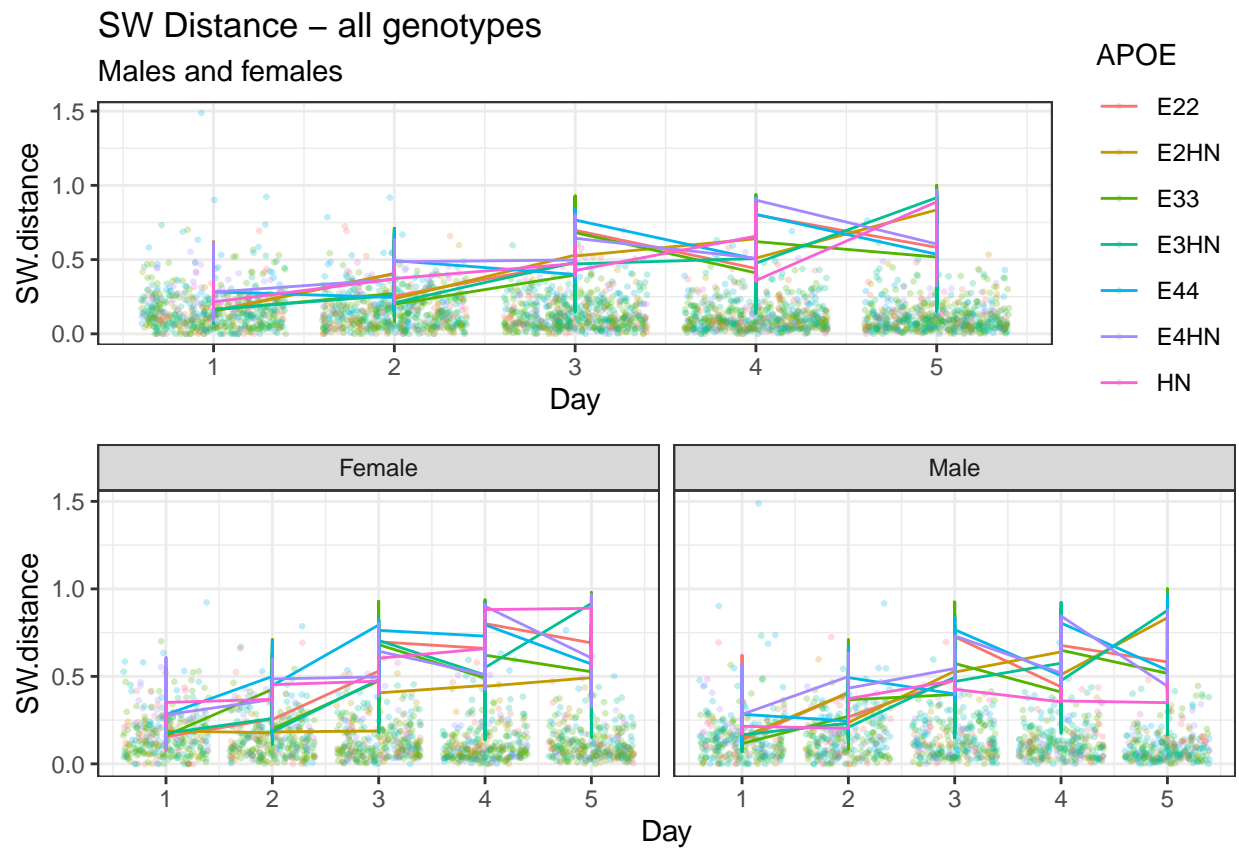 SW Distance – all genotypes
Males and females
APOE
E22
E2HN
E33
E3HN
E44
E4HN
HN
SW.distance
1.5
1.0
0.5
0.0
1 2 3 4 5
Day
Female
Male
SW.distance
1.5
1.0
0.5
0.0
1 2 3 4 5
1 2 3 4 5
Day